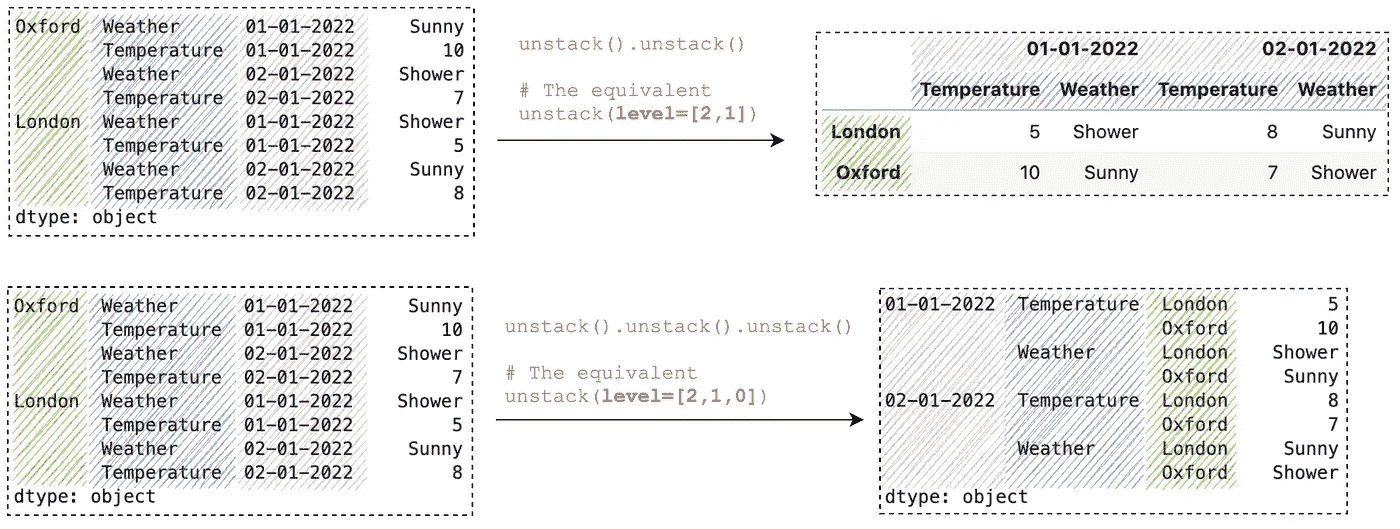 Oxford Weather 01-01-2022 Sunny
Temperature 01-01-2022 10
Weather 02-01-2022 Shower
Temperature 02-01-2022 7
London Weather 01-01-2022 Shower
Temperature 01-01-2022 5
Weather 02-01-2022 Sunny
Temperature 02-01-2022 8
dtype: object
unstack().unstack()
# The equivalent
unstack(level=[2,1])
01-01-2022 02-01-2022
Temperature Weather Temperature Weather
London 5 Shower 8 Sunny
Oxford 10 Sunny 7 Shower
Oxford Weather 01-01-2022 Sunny
Temperature 01-01-2022 10
Weather 02-01-2022 Shower
Temperature 02-01-2022 7
London Weather 01-01-2022 Shower
Temperature 01-01-2022 5
Weather 02-01-2022 Sunny
Temperature 02-01-2022 8
dtype: object
unstack().unstack().unstack()
# The equivalent
unstack(level=[2,1,0])
01-01-2022 Temperature London 5
Oxford 10
Weather London Shower
Oxford Sunny
02-01-2022 Temperature London 8
Oxford 7
Weather London Sunny
Oxford Shower
dtype: object